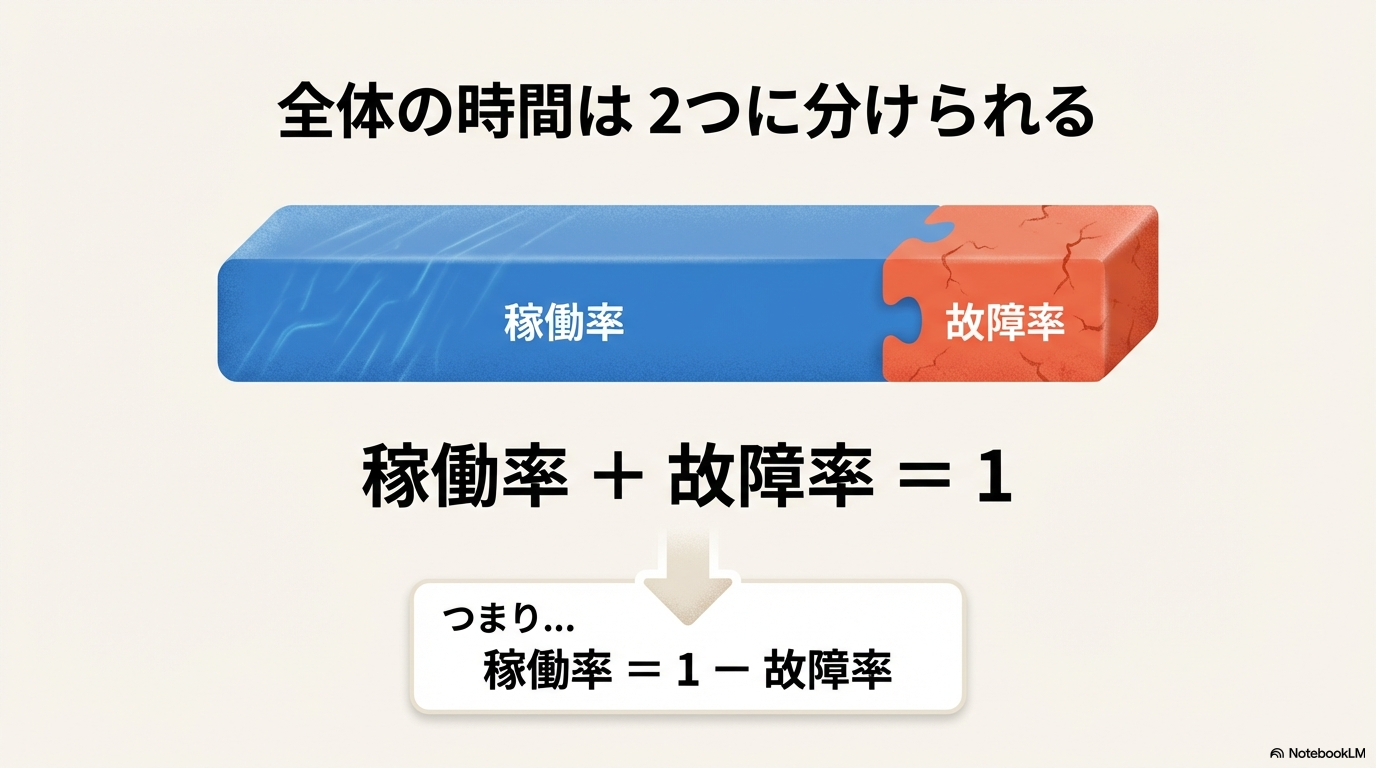 全体の時間は 2つに分けられる
稼働率
故障率
稼働率 + 故障率 = 1
つまり...
稼働率 = 1 − 故障率
NotebookLM